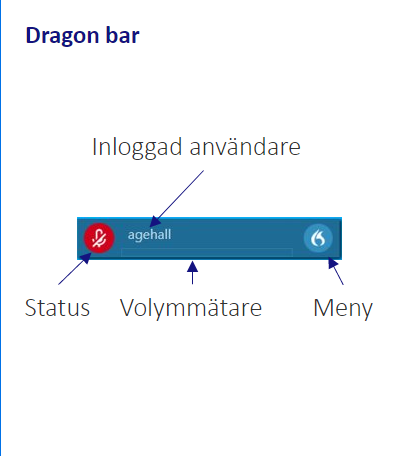 Dragon bar
Inloggad användare
agehall
Status Volymmätare Meny